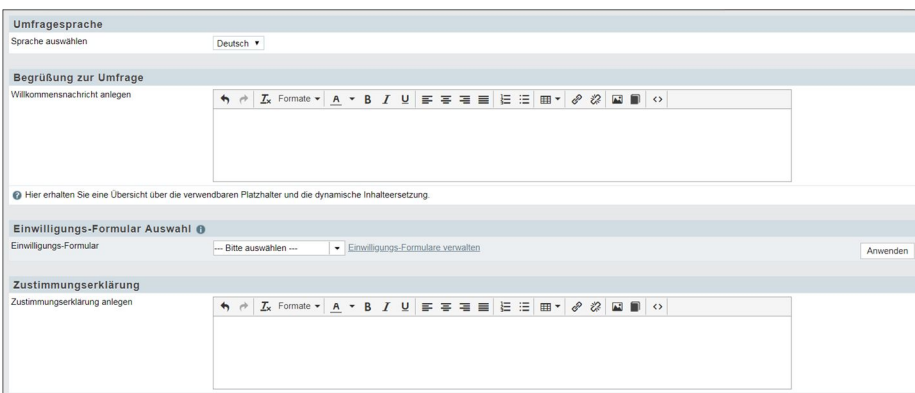 Umfragesprache
Sprache auswählen
Deutsch
Begrüßung zur Umfrage
Willkommensnachricht anlegen
Formate A B I U
Hier erhalten Sie eine Übersicht über die verwendbaren Platzhalter und die dynamische Inhalteersetzung.
Einwilligungs-Formular Auswahl
Einwilligungs-Formular
--- Bitte auswählen --- Einwilligungs-Formulare verwalten
Anwenden
Zustimmungserklärung
Zustimmungserklärung anlegen
Formate A B I U